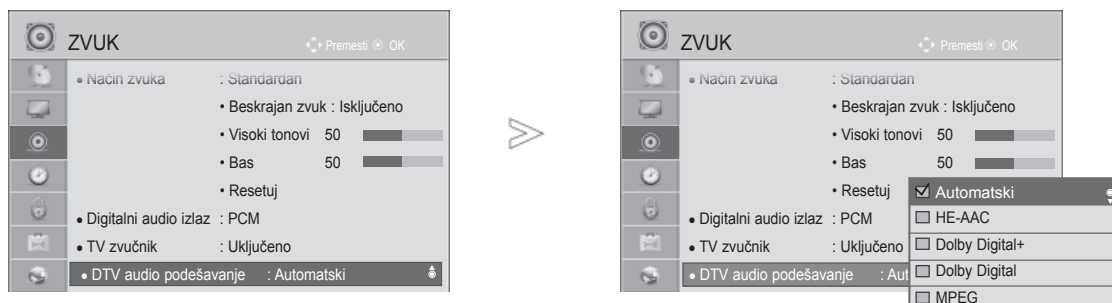 ZVUK
Premesti OK
• Način zvuka : Standardan
• Beskrajan zvuk : Isključeno
• Visoki tonovi 50
• Bas 50
• Resetuj
• Digitalni audio izlaz : PCM
• TV zvučnik : Uključeno
• DTV audio podešavanje : Automatski
ZVUK
Premesti OK
• Način zvuka : Standardan
• Beskrajan zvuk : Isključeno
• Visoki tonovi 50
• Bas 50
• Resetuj
• Digitalni audio izlaz : PCM
• TV zvučnik : Uključeno
• DTV audio podešavanje : Aut
Automatski
HE-AAC
Dolby Digital+
Dolby Digital
MPEG